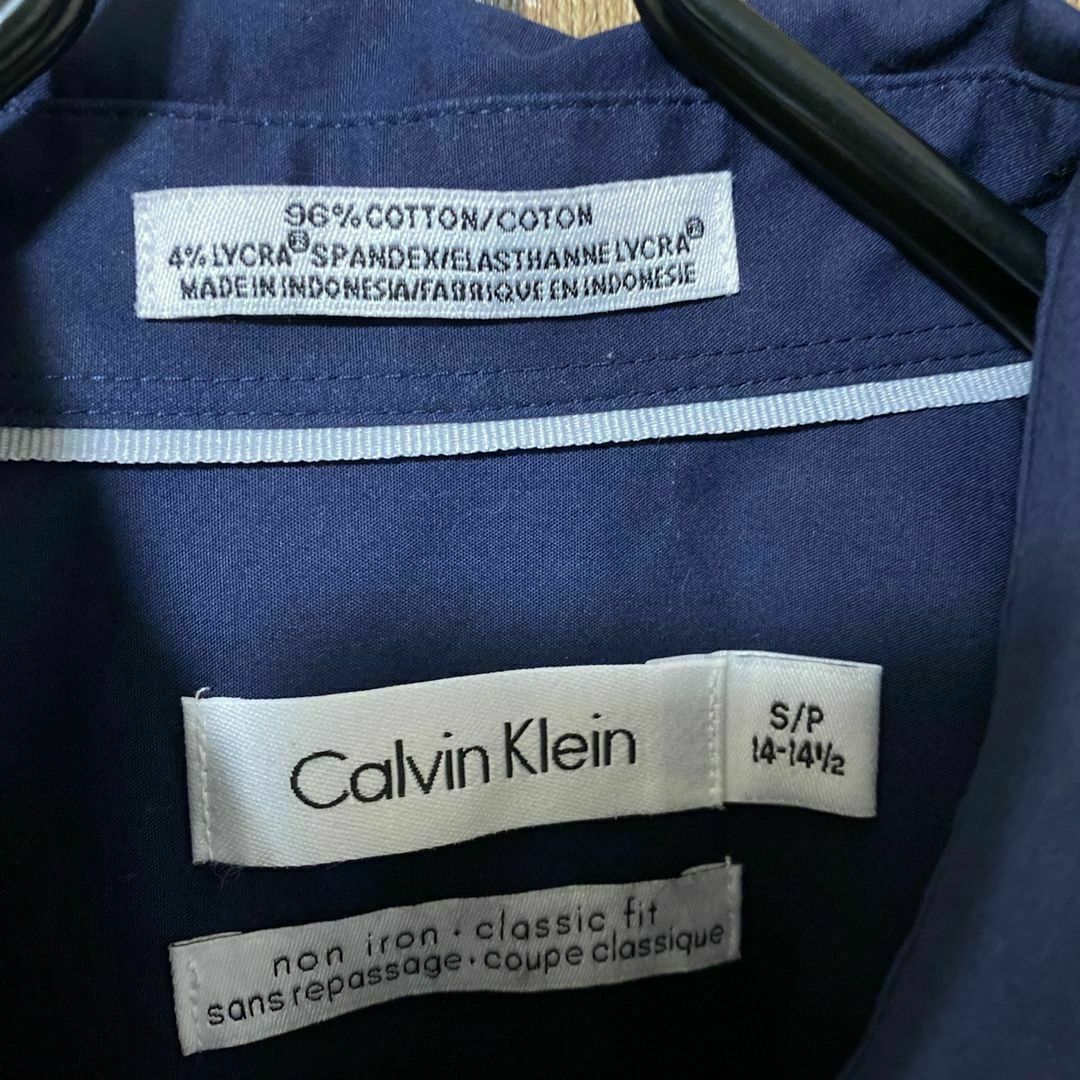 96% COTTON/COTON
4% LYCRA® SPANDEX/ELASTHANNE LYCRA®
MADE IN INDONESIA/FABRIQUE EN INDONESIE
Calvin Klein
S/P
14-14½
non iron · classic fit
sans repassage · coupe classique